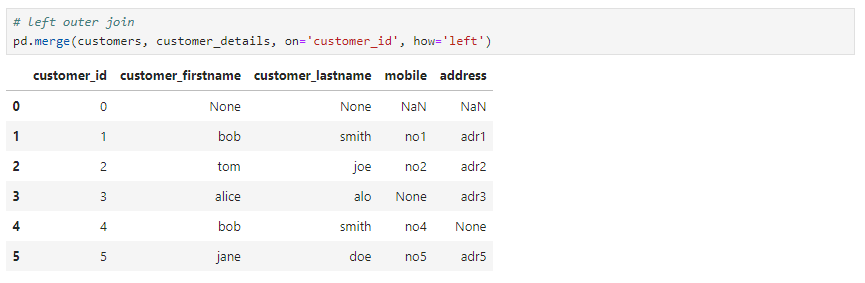 # left outer join
pd.merge(customers, customer_details, on='customer_id', how='left')
customer_id customer_firstname customer_lastname mobile address
0 0 None None NaN NaN
1 1 bob smith no1 adr1
2 2 tom joe no2 adr2
3 3 alice alo None adr3
4 4 bob smith no4 None
5 5 jane doe no5 adr5